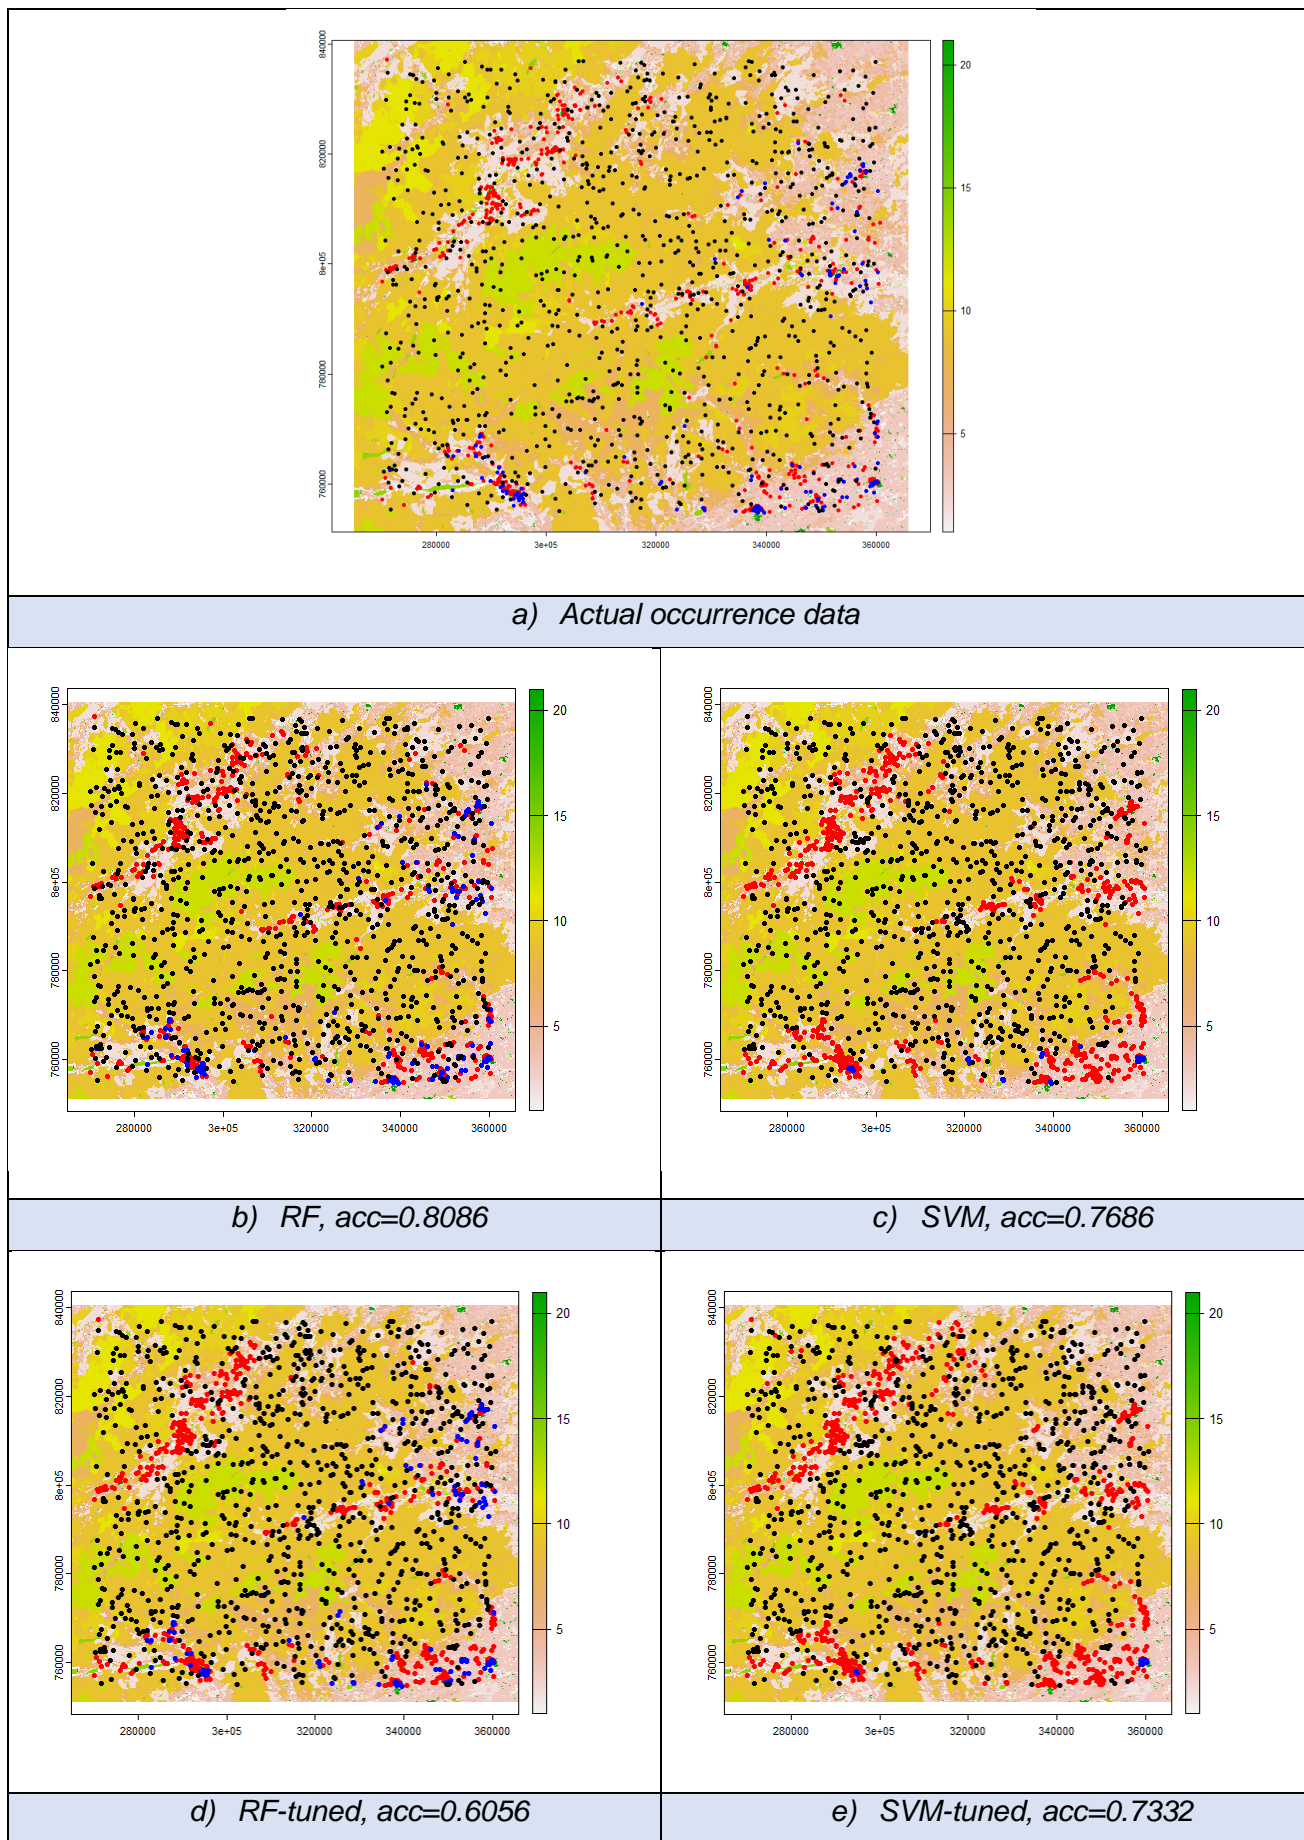 840000
820000
8e+05
780000
760000
20
15
10
5
280000 3e+05 320000 340000 360000
a) Actual occurrence data
840000
820000
8e+05
780000
760000
20
15
10
5
280000 3e+05 320000 340000 360000
840000
820000
8e+05
780000
760000
20
15
10
5
280000 3e+05 320000 340000 360000
b) RF, acc=0.8086
c) SVM, acc=0.7686
840000
820000
8e+05
780000
760000
20
15
10
5
280000 3e+05 320000 340000 360000
840000
820000
8e+05
780000
760000
20
15
10
5
280000 3e+05 320000 340000 360000
d) RF-tuned, acc=0.6056
e) SVM-tuned, acc=0.7332